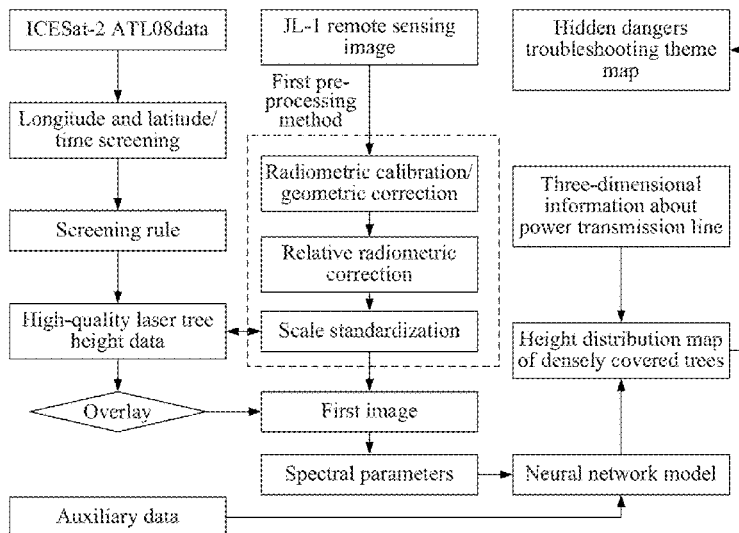 ICESat-2 ATL08data
Longitude and latitude/
time screening
Screening rule
High-quality laser tree
height data
Overlay
Auxiliary data
JL-1 remote sensing
image
First pre-
processing
method
Radiometric calibration/
geometric correction
Relative radiometric
correction
Scale standardization
First image
Spectral parameters
Hidden dangers
troubleshooting theme
map
Three-dimensional
information about
power transmission line
Height distribution map
of densely covered trees
Neural network model